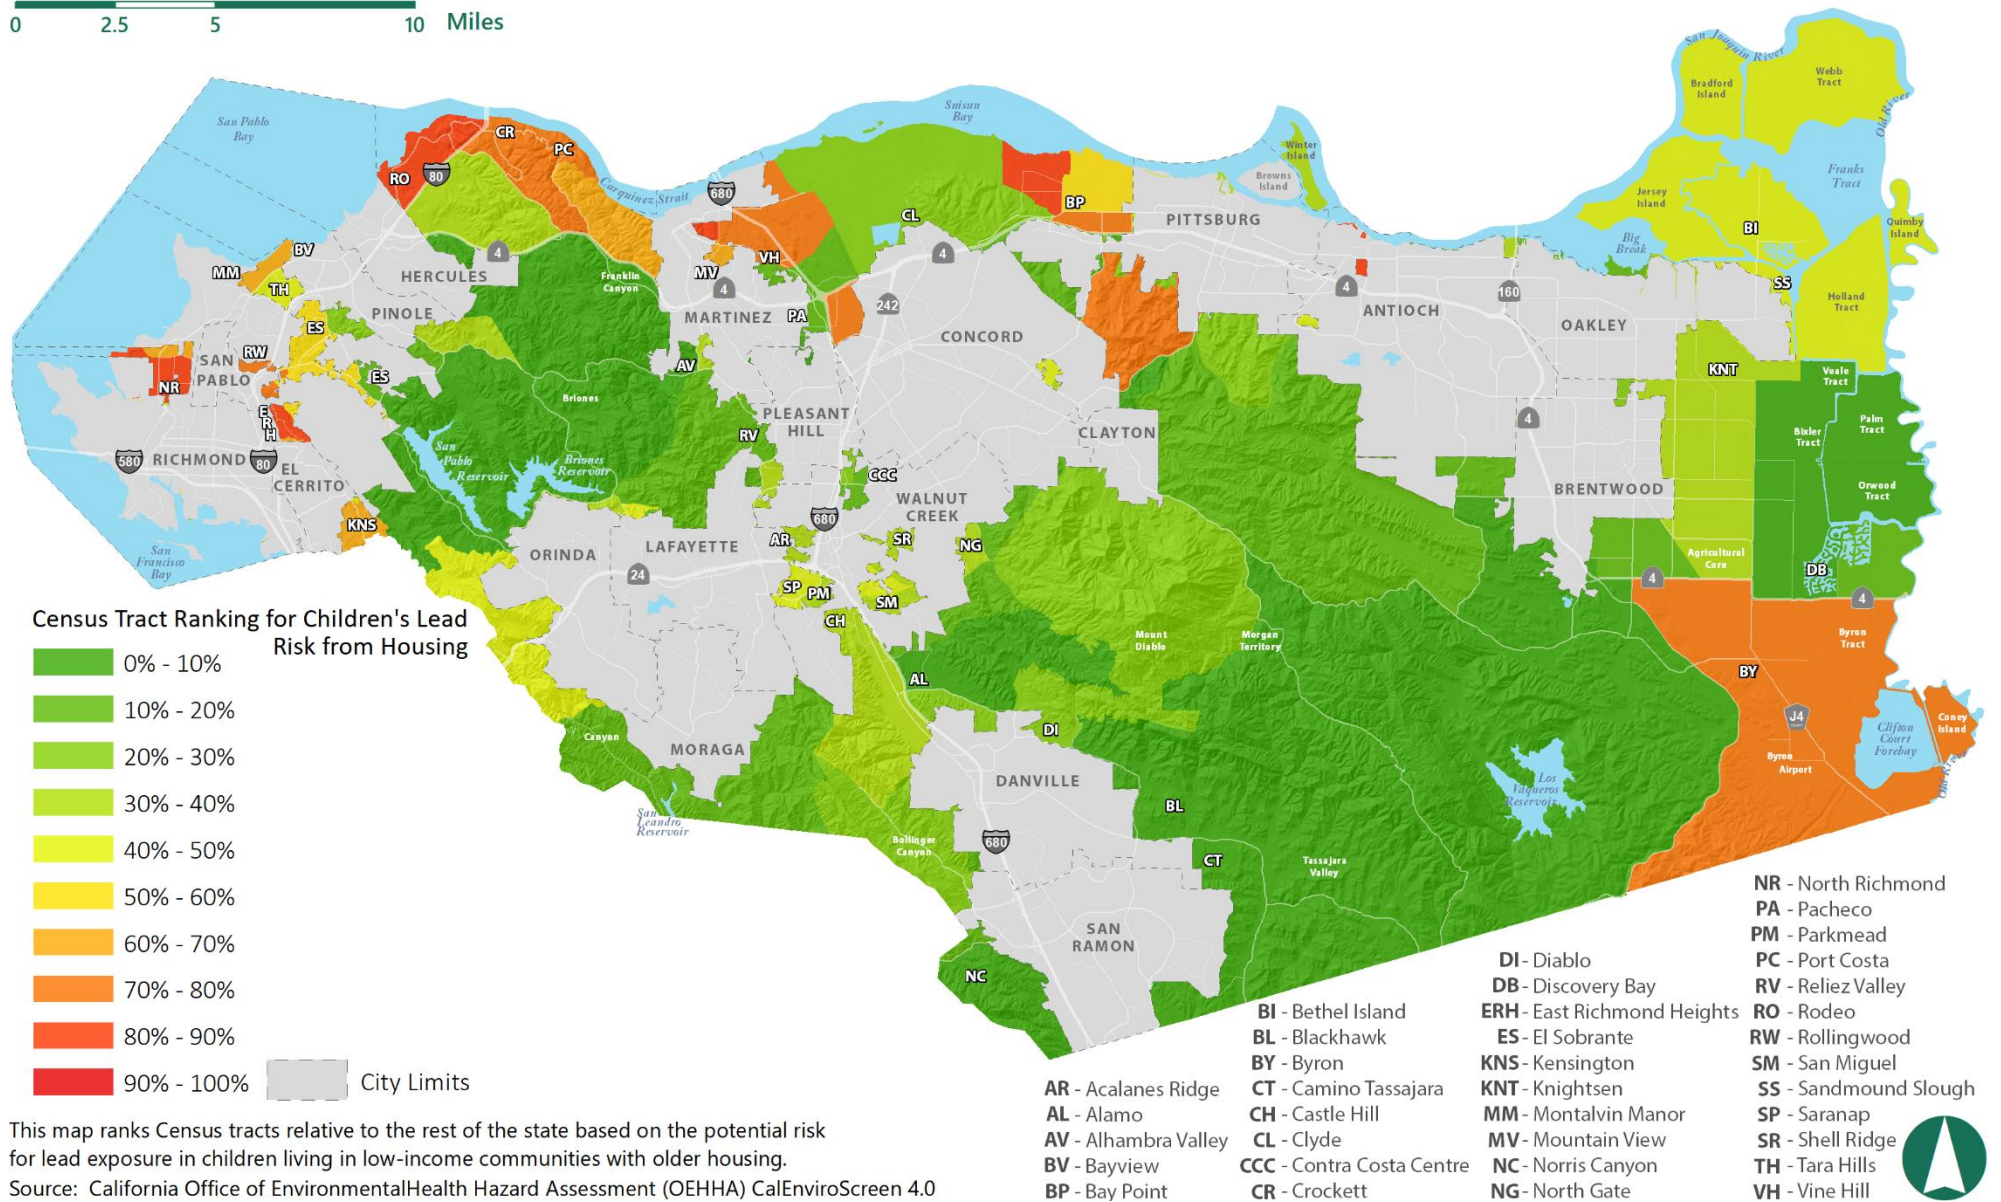 0 2.5 5 10 Miles
San Joaquin River
Bradford
Island
Webb
Tract
Old River
San Pablo
Bay
Suisun
Bay
CR
PC
RO
80
Carquinez Strait
680
Winter
Island
Browns
Island
Franks
Tract
Jersey
Island
Quimby
Island
BP
CL
PITTSBURG
BI
Big
Break
BV
MM
TH
HERCULES
4
Franklin
Canyon
MV
VH
4
4
4
160
SS
Holland
Tract
ES
PINOLE
MARTINEZ
PA
242
CONCORD
ANTIOCH
OAKLEY
RW
SAN
PABLO
NR
ES
AV
KNT
Veale
Tract
Briones
E
R
H
PLEASANT
HILL
RV
CLAYTON
4
Bixler
Tract
Palm
Tract
580
RICHMOND
80
EL
CERRITO
San
Pablo
Reservoir
Briones
Reservoir
CCC
WALNUT
CREEK
BRENTWOOD
Orwood
Tract
KNS
680
San
Francisco
Bay
ORINDA
LAFAYETTE
AR
SR
NG
Agricultural
Core
24
SP
PM
SM
DB
4
4
CH
Mount
Diablo
Morgan
Territory
Byron
Tract
AL
BY
Canyon
MORAGA
DI
J4
Clifton
Court
Forebay
Coney
Island
Byron
Airport
Old River
DANVILLE
Los
Vaqueros
Reservoir
BL
San
Leandro
Reservoir
Bollinger
Canyon
680
CT
Tassajara
Valley
SAN
RAMON
NC
Census Tract Ranking for Children's Lead
Risk from Housing
0% - 10%
10% - 20%
20% - 30%
30% - 40%
40% - 50%
50% - 60%
60% - 70%
70% - 80%
80% - 90%
90% - 100%
City Limits
This map ranks Census tracts relative to the rest of the state based on the potential risk
for lead exposure in children living in low-income communities with older housing.
Source: California Office of EnvironmentalHealth Hazard Assessment (OEHHA) CalEnviroScreen 4.0
AR - Acalanes Ridge
AL - Alamo
AV - Alhambra Valley
BV - Bayview
BP - Bay Point
BI - Bethel Island
BL - Blackhawk
BY - Byron
CT - Camino Tassajara
CH - Castle Hill
CL - Clyde
CCC - Contra Costa Centre
CR - Crockett
DI - Diablo
DB - Discovery Bay
ERH - East Richmond Heights
ES - El Sobrante
KNS - Kensington
KNT - Knightsen
MM - Montalvin Manor
MV - Mountain View
NC - Norris Canyon
NG - North Gate
NR - North Richmond
PA - Pacheco
PM - Parkmead
PC - Port Costa
RV - Reliez Valley
RO - Rodeo
RW - Rollingwood
SM - San Miguel
SS - Sandmound Slough
SP - Saranap
SR - Shell Ridge
TH - Tara Hills
VH - Vine Hill